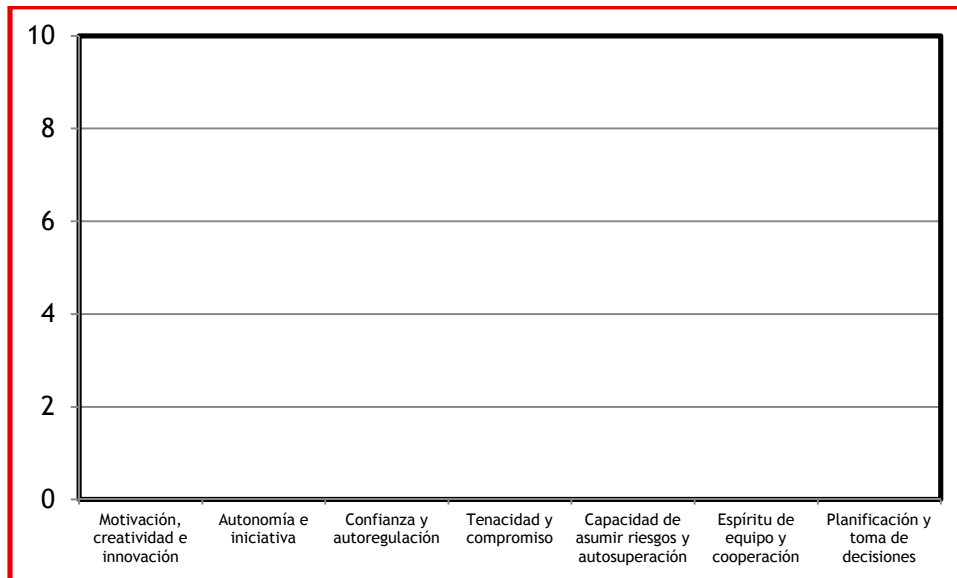 10
8
6
4
2
0
Motivación,
creatividad e
innovación
Autonomía e
iniciativa
Confianza y
autoregulación
Tenacidad y
compromiso
Capacidad de
asumir riesgos y
autosuperación
Espíritu de
equipo y
cooperación
Planificación y
toma de
decisiones